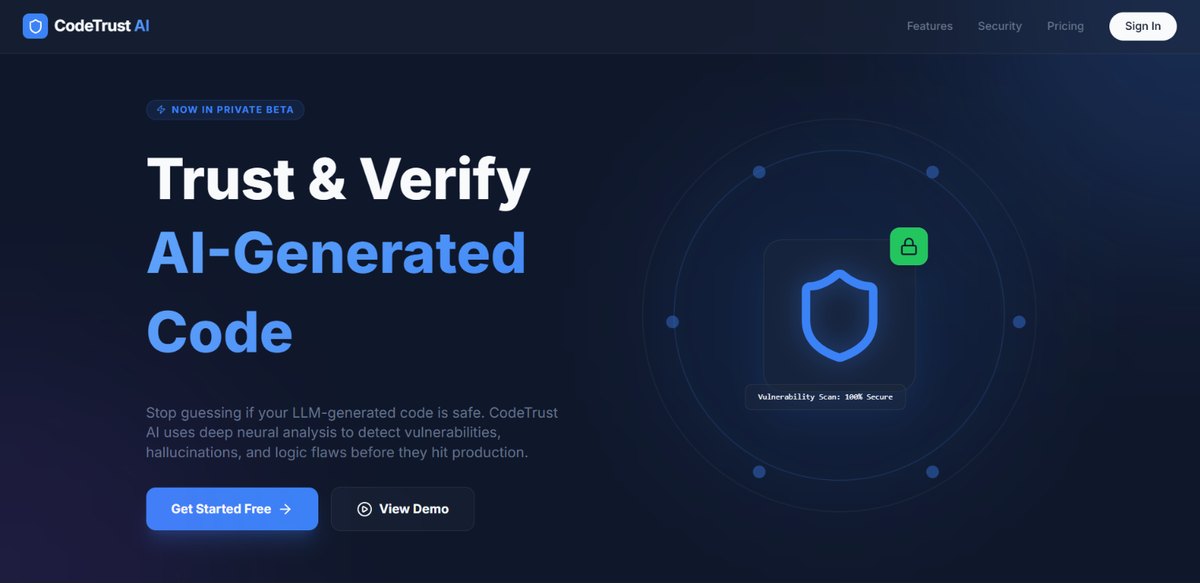 CodeTrust AI
Features
Security
Pricing
Sign In
NOW IN PRIVATE BETA
Trust & Verify
AI-Generated
Code
Stop guessing if your LLM-generated code is safe. CodeTrust
AI uses deep neural analysis to detect vulnerabilities,
hallucinations, and logic flaws before they hit production.
Get Started Free
View Demo
Vulnerability Scan: 100% Secure